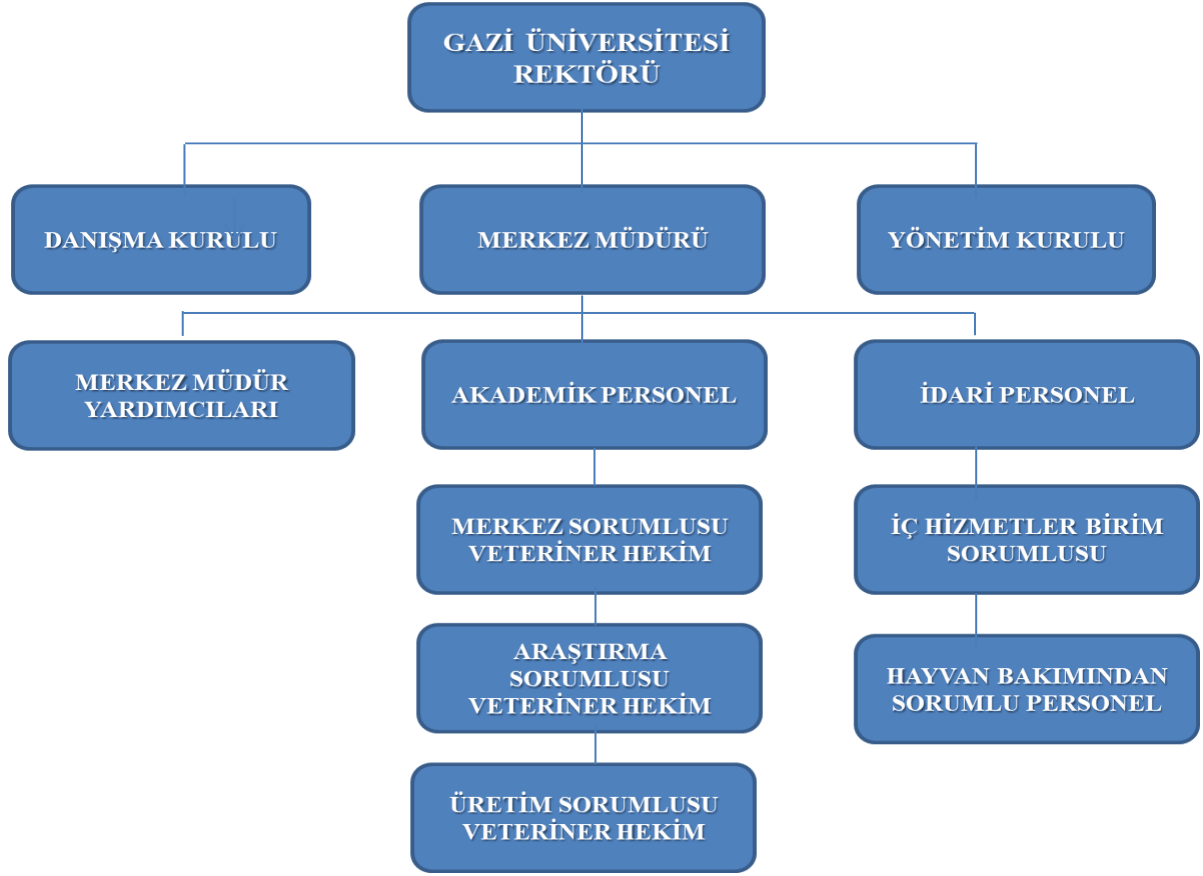 GAZİ ÜNİVERSİTESİ
REKTÖRÜ
DANIŞMA KURULU
MERKEZ MÜDÜRÜ
YÖNETİM KURULU
MERKEZ MÜDÜR
YARDIMCILARI
AKADEMİK PERSONEL
İDARİ PERSONEL
MERKEZ SORUMLUSU
VETERİNER HEKİM
İÇ HİZMETLER BİRİM
SORUMLUSU
ARAŞTIRMA
SORUMLUSU
VETERİNER HEKİM
HAYVAN BAKIMINDAN
SORUMLU PERSONEL
ÜRETİM SORUMLUSU
VETERİNER HEKİM